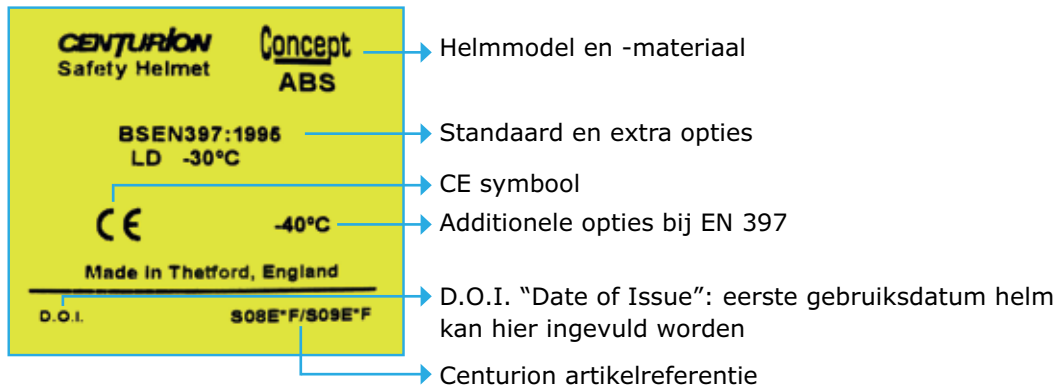 CENTURION Concept
Safety Helmet ABS
Helmmodel en -materiaal
BSEN397:1995
LD -30°C
Standaard en extra opties
CE symbool
CE -40°C
Additionele opties bij EN 397
Made in Thetford, England
D.O.I. S08E*F/S09E*F
D.O.I. “Date of Issue”: eerste gebruiksdatum helm
kan hier ingevuld worden
Centurion artikelreferentie